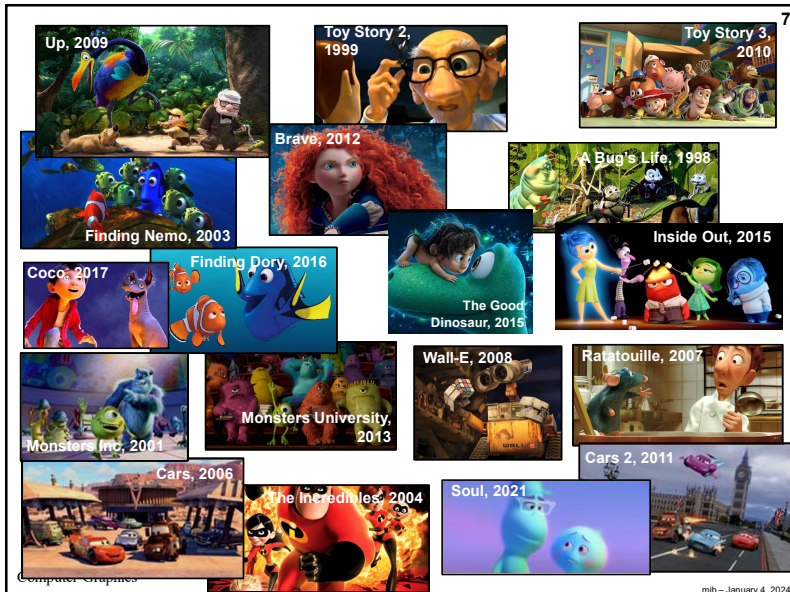 7
Up, 2009
Toy Story 2,
1999
Toy Story 3,
2010
Brave, 2012
A Bug's Life, 1998
Finding Nemo, 2003
Inside Out, 2015
Coco, 2017
Finding Dory, 2016
The Good
Dinosaur, 2015
Wall-E, 2008
Ratatouille, 2007
WALL•E
Monsters Inc, 2001
Monsters University,
2013
Cars, 2006
Cars 2, 2011
The Incredibles, 2004
Soul, 2021
Computer Graphics
mjb – January 4, 2024